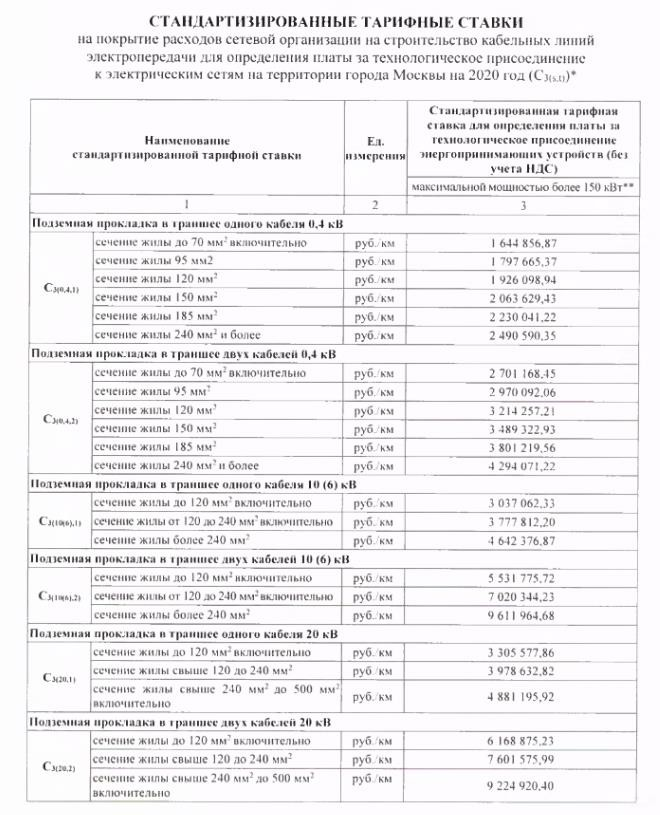 СТАНДАРТИЗИРОВАННЫЕ ТАРИФНЫЕ СТАВКИ
на покрытие расходов сетевой организации на строительство кабельных линий
электропередачи для определения платы за технологическое присоединение
к электрическим сетям на территории города Москвы на 2020 год (С3(s,t))*
Наименование
стандартизированной тарифной ставки
Ед.
измерения
Стандартизированная тарифная
ставка для определения платы за
технологическое присоединение
энергопринимающих устройств (без
учета НДС)
максимальной мощностью более 150 кВт**
1 2 3
Подземная прокладка в траншее одного кабеля 0,4 кВ
С3(0,4,1)
сечение жилы до 70 мм² включительно руб./км 1 644 856,87
сечение жилы 95 мм2 руб./км 1 797 665,37
сечение жилы 120 мм² руб./км 1 926 098,94
сечение жилы 150 мм² руб./км 2 063 629,43
сечение жилы 185 мм² руб./км 2 230 041,22
сечение жилы 240 мм² и более руб./км 2 490 590,35
Подземная прокладка в траншее двух кабелей 0,4 кВ
С3(0,4,2)
сечение жилы до 70 мм² включительно руб./км 2 701 168,45
сечение жилы 95 мм² руб./км 2 970 092,06
сечение жилы 120 мм² руб./км 3 214 257,21
сечение жилы 150 мм² руб./км 3 489 322,93
сечение жилы 185 мм² руб./км 3 801 219,56
сечение жилы 240 мм² и более руб./км 4 294 071,22
Подземная прокладка в траншее одного кабеля 10 (6) кВ
С3(10(6),1)
сечение жилы до 120 мм² включительно руб./км 3 037 062,33
сечение жилы от 120 до 240 мм² включительно руб./км 3 777 812,20
сечение жилы более 240 мм² руб./км 4 642 376,87
Подземная прокладка в траншее двух кабелей 10 (6) кВ
С3(10(6),2)
сечение жилы до 120 мм² включительно руб./км 5 531 775,72
сечение жилы от 120 до 240 мм² включительно руб./км 7 020 344,23
сечение жилы более 240 мм² руб./км 9 611 964,68
Подземная прокладка в траншее одного кабеля 20 кВ
С3(20,1)
сечение жилы до 120 мм² включительно руб./км 3 305 577,86
сечение жилы свыше 120 до 240 мм² руб./км 3 978 632,82
сечение жилы свыше 240 мм² до 500 мм²
включительно руб./км 4 881 195,92
Подземная прокладка в траншее двух кабелей 20 кВ
С3(20,2)
сечение жилы до 120 мм² включительно руб./км 6 168 875,23
сечение жилы свыше 120 до 240 мм² руб./км 7 601 575,99
сечение жилы свыше 240 мм² до 500 мм²
включительно руб./км 9 224 920,40